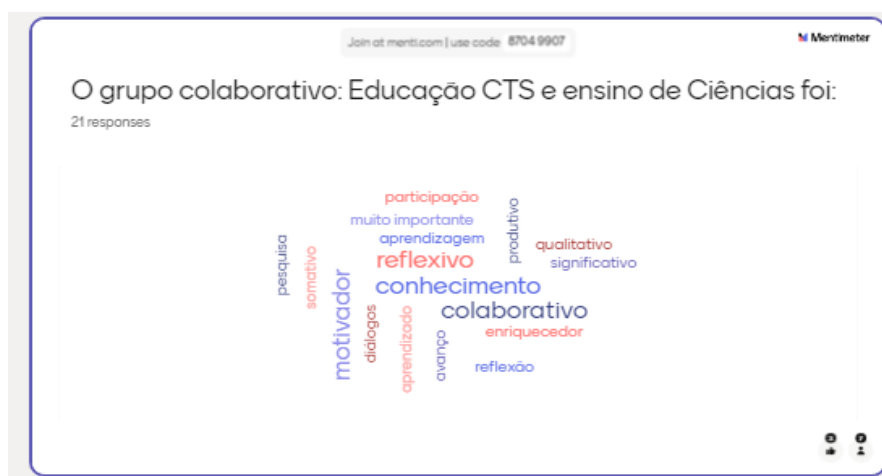 Join at menti.com | use code 8704 9907
Mentimeter
O grupo colaborativo: Educação CTS e ensino de Ciências foi:
21 responses
participação
muito importante
produtivo
aprendizagem
qualitativo
pesquisa
somativo
reflexivo
significativo
conhecimento
motivador
colaborativo
diálogos
aprendizado
avanço
enriquecedor
reflexão